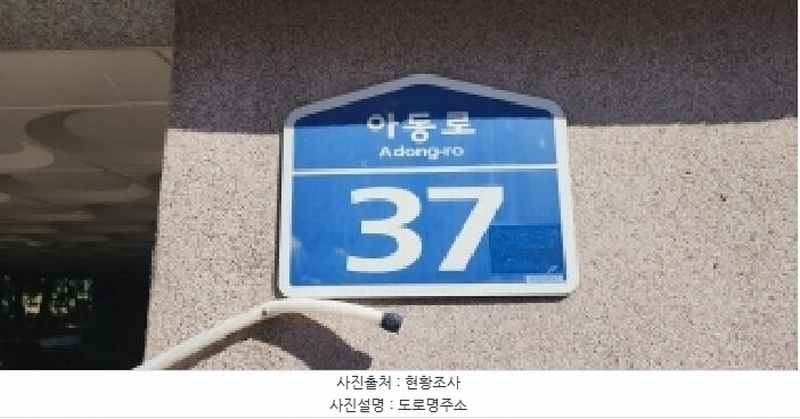 아동로
Adong-ro
37
사진출처 : 현황조사
사진설명 : 도로명주소